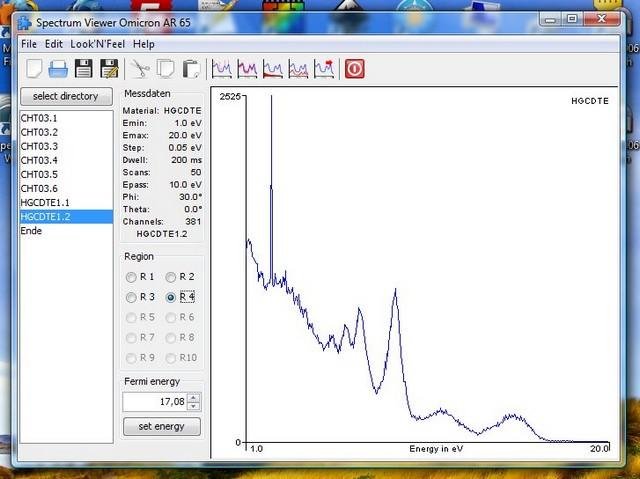 Spectrum Viewer Omicron AR 65
File Edit Look'N'Feel Help
select directory
CHT03.1
CHT03.2
CHT03.3
CHT03.4
CHT03.5
CHT03.6
HGCDTE1.1
HGCDTE1.2
Ende
Messdaten
Material: HGCDTE
Emin: 1.0 eV
Emax: 20.0 eV
Step: 0.05 eV
Dwell: 200 ms
Scans: 50
Epass: 10.0 eV
Phi: 30.0°
Theta: 0.0°
Channels: 381
HGCDTE1.2
Region
R 1 R 2
R 3 R 4
R 5 R 6
R 7 R 8
R 9 R10
Fermi energy
17,08
set energy
2525
HGCDTE
0
1.0 Energy in eV 20.0